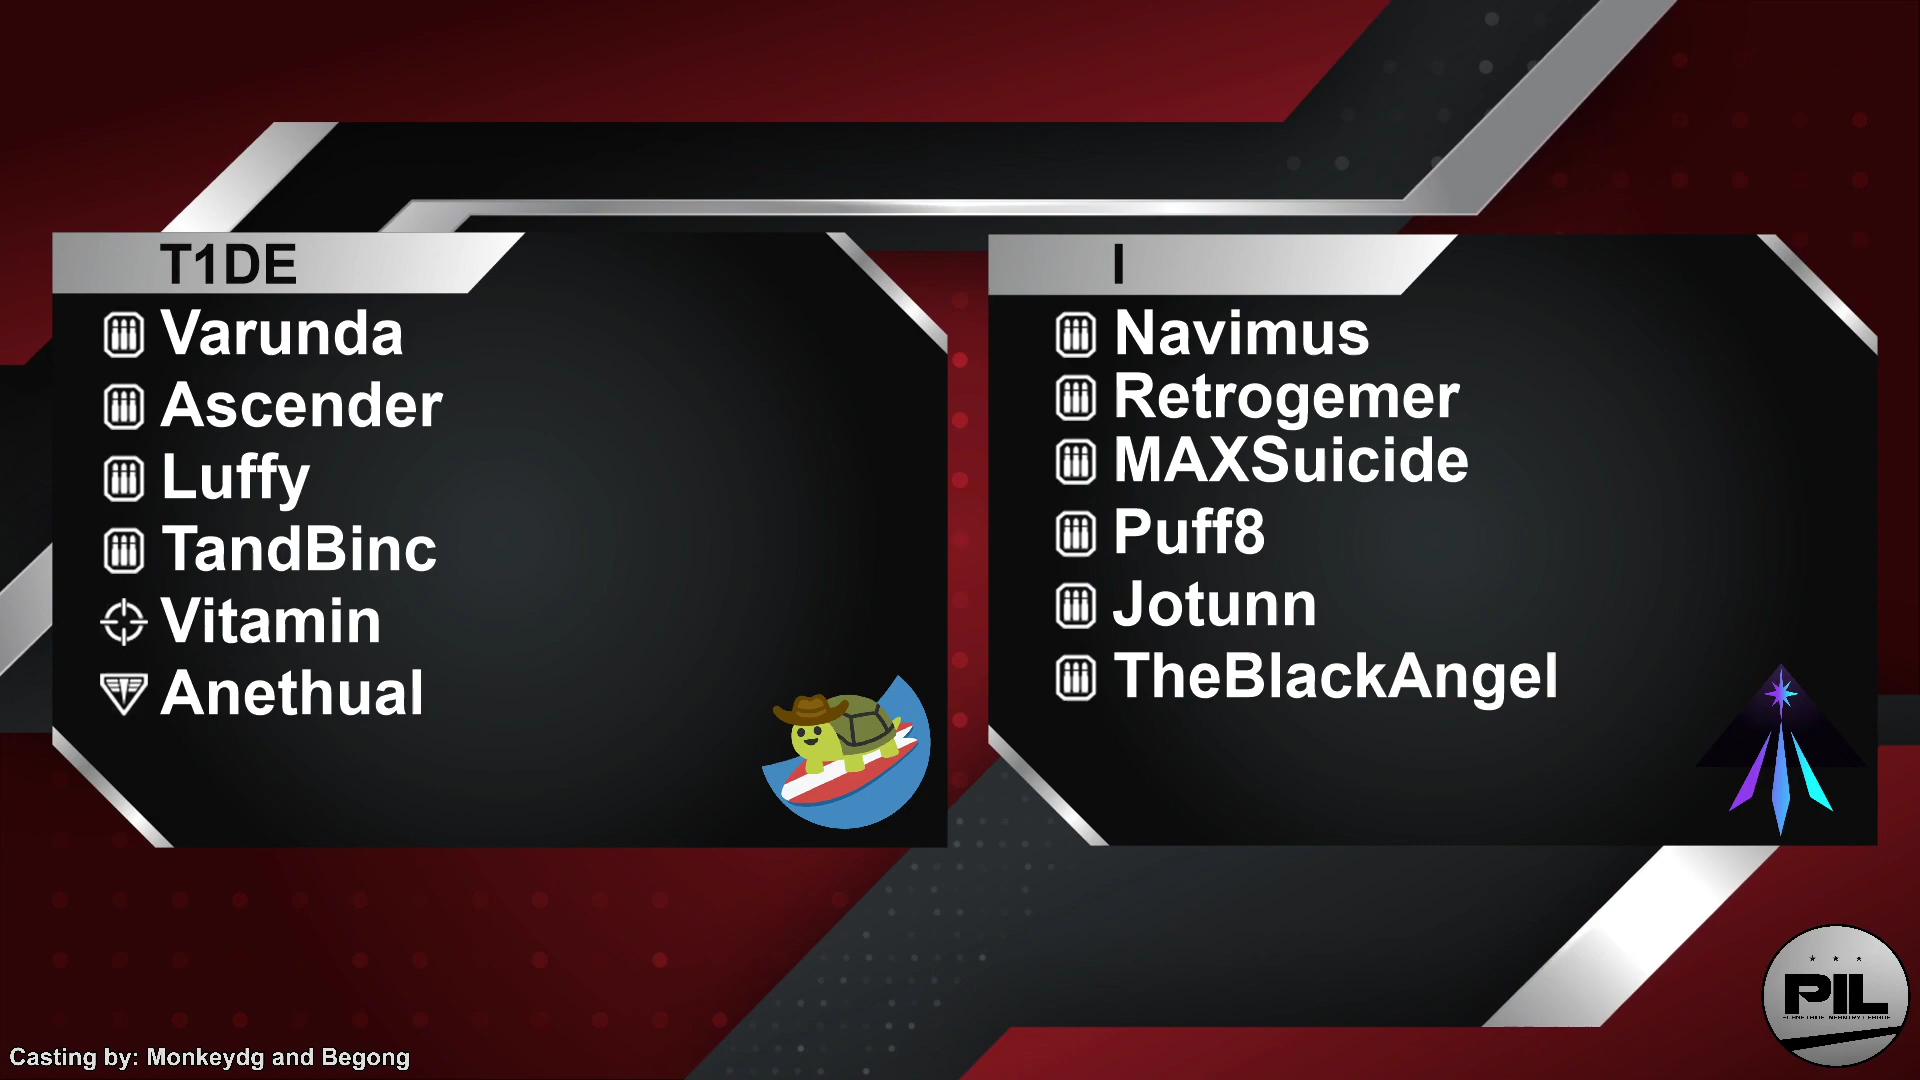 T1DE
Varunda
Ascender
Luffy
TandBinc
Vitamin
Anethual
I
Navimus
Retrogemer
MAXSuicide
Puff8
Jotunn
TheBlackAngel
PIL
Casting by: Monkeydg and Begong